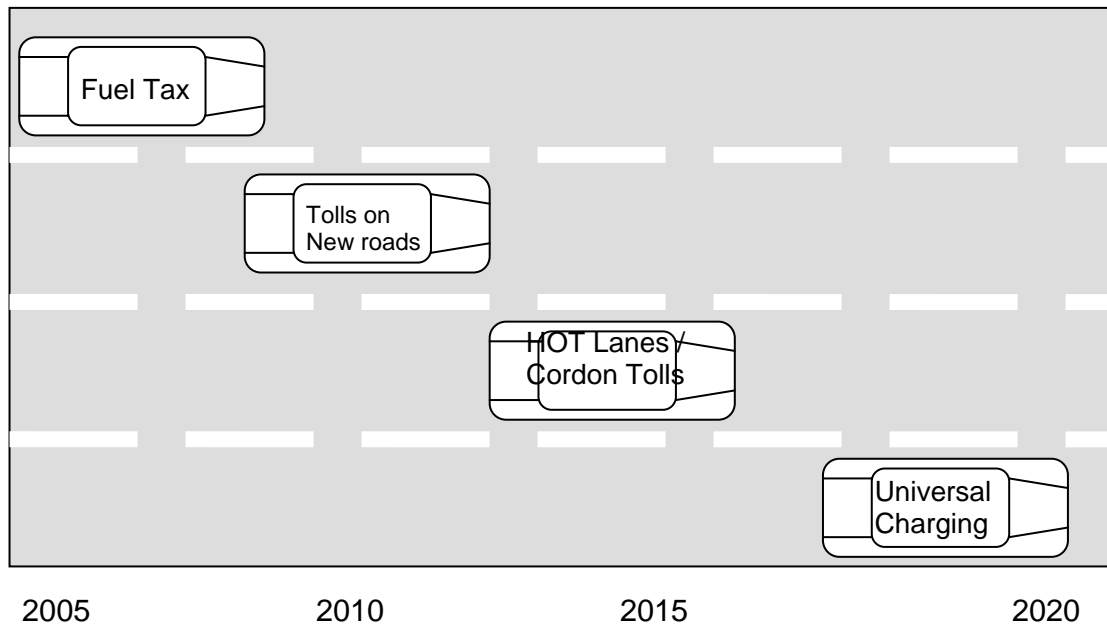 Fuel Tax
Tolls on
New roads
HOT Lanes /
Cordon Tolls
Universal
Charging
2005 2010 2015 2020